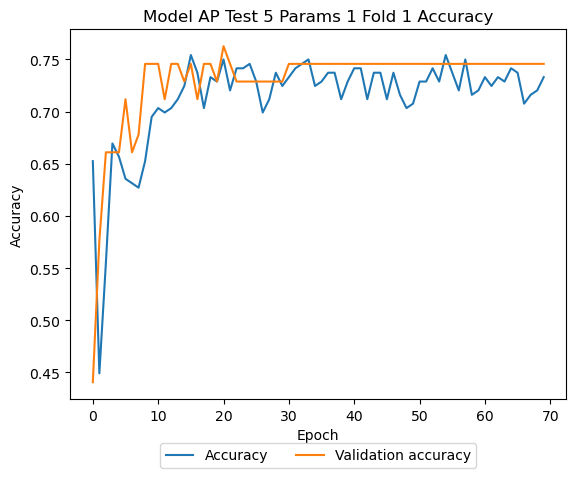 Model AP Test 5 Params 1 Fold 1 Accuracy
0.75
0.70
0.65
0.60
0.55
0.50
0.45
Accuracy
0 10 20 30 40 50 60 70
Epoch
Accuracy Validation accuracy